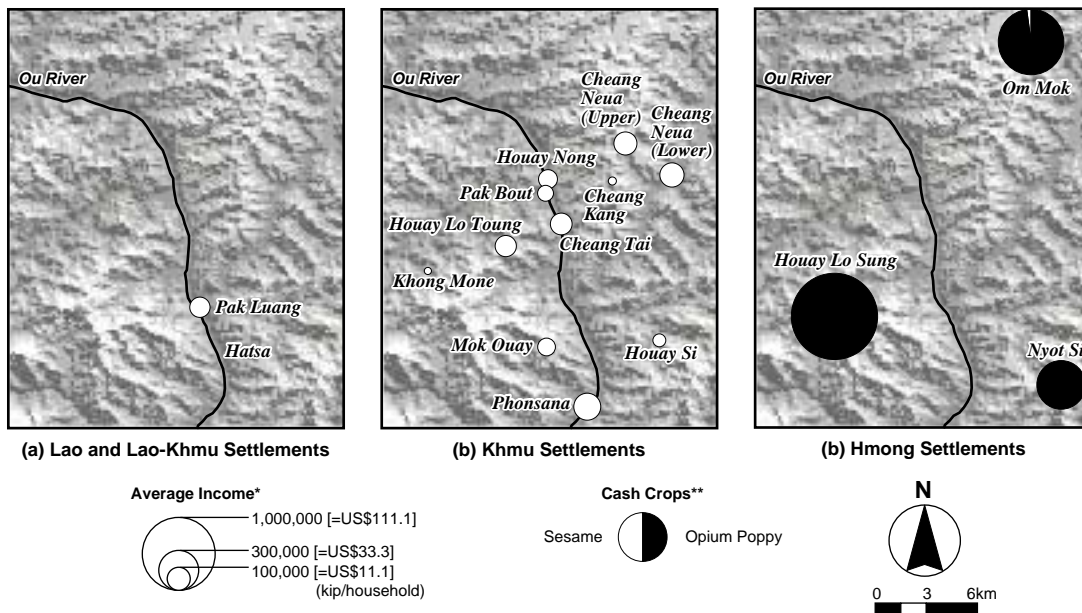 Ou River
Pak Luang
Hatsa
(a) Lao and Lao-Khmu Settlements
Ou River
Cheang
Neua
(Upper)
Cheang
Neua
(Lower)
Houay Nong
Pak Bout
Cheang
Kang
Houay Lo Toung
Cheang Tai
Khong Mone
Mok Ouay
Houay Si
Phonsana
(b) Khmu Settlements
Ou River
Om Mok
Houay Lo Sung
Nyot Si
(b) Hmong Settlements
Average Income*
1,000,000 [=US$111.1]
300,000 [=US$33.3]
100,000 [=US$11.1]
(kip/household)
Cash Crops**
Sesame
Opium Poppy
N
0 3 6km